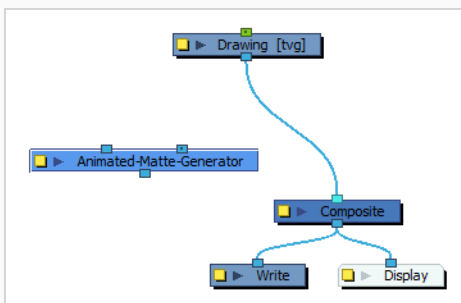 Drawing [tvg]
Animated-Matte-Generator
Composite
Write
Display